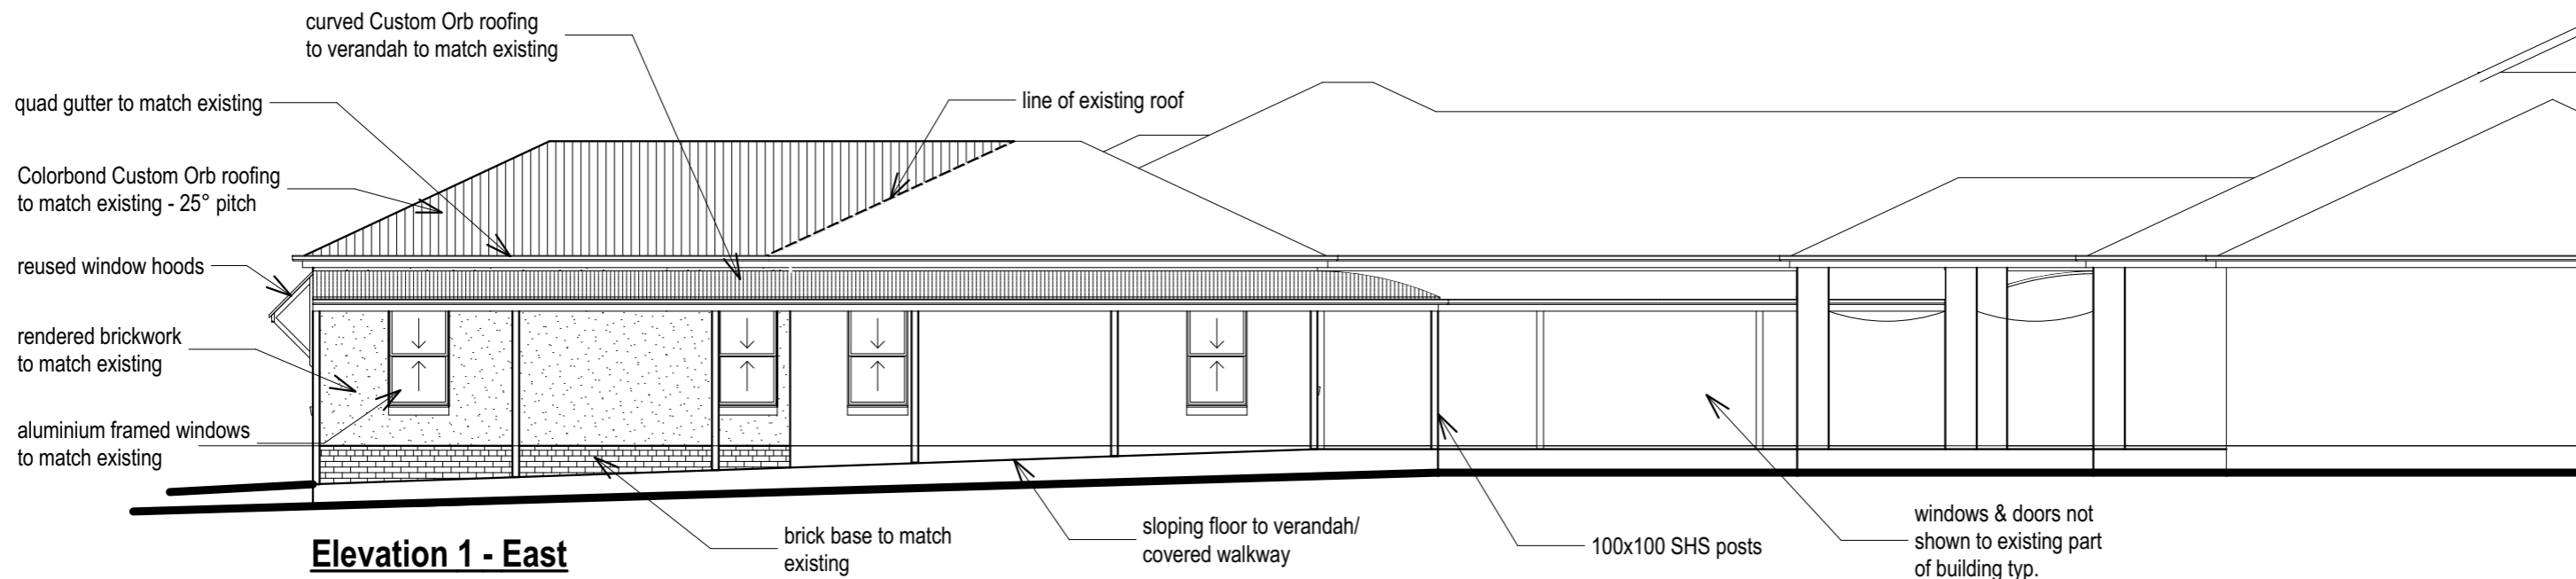 curved Custom Orb roofing
to verandah to match existing
quad gutter to match existing
line of existing roof
Colorbond Custom Orb roofing
to match existing - 25° pitch
reused window hoods
rendered brickwork
to match existing
aluminium framed windows
to match existing
brick base to match
existing
sloping floor to verandah/
covered walkway
100x100 SHS posts
windows & doors not
shown to existing part
of building typ.
Elevation 1 - East